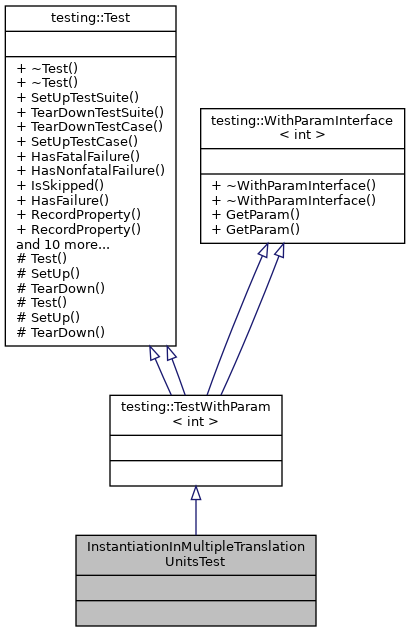 testing::Test
+ ~Test()
+ ~Test()
+ SetUpTestSuite()
+ TearDownTestSuite()
+ TearDownTestCase()
+ SetUpTestCase()
+ HasFatalFailure()
+ HasNonfatalFailure()
+ IsSkipped()
+ HasFailure()
+ RecordProperty()
+ RecordProperty()
and 10 more...
# Test()
# SetUp()
# TearDown()
# Test()
# SetUp()
# TearDown()
testing::WithParamInterface
< int >
+ ~WithParamInterface()
+ ~WithParamInterface()
+ GetParam()
+ GetParam()
testing::TestWithParam
< int >
InstantiationInMultipleTranslation
UnitsTest